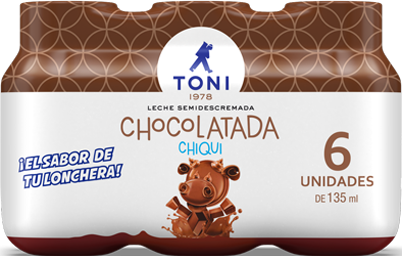 TONI
1978
LECHE SEMIDESCREMADA
CHOCOLATADA
CHIQUI
¡EL SABOR DE
TU LONCHERA!
6
UNIDADES
DE 135 ml